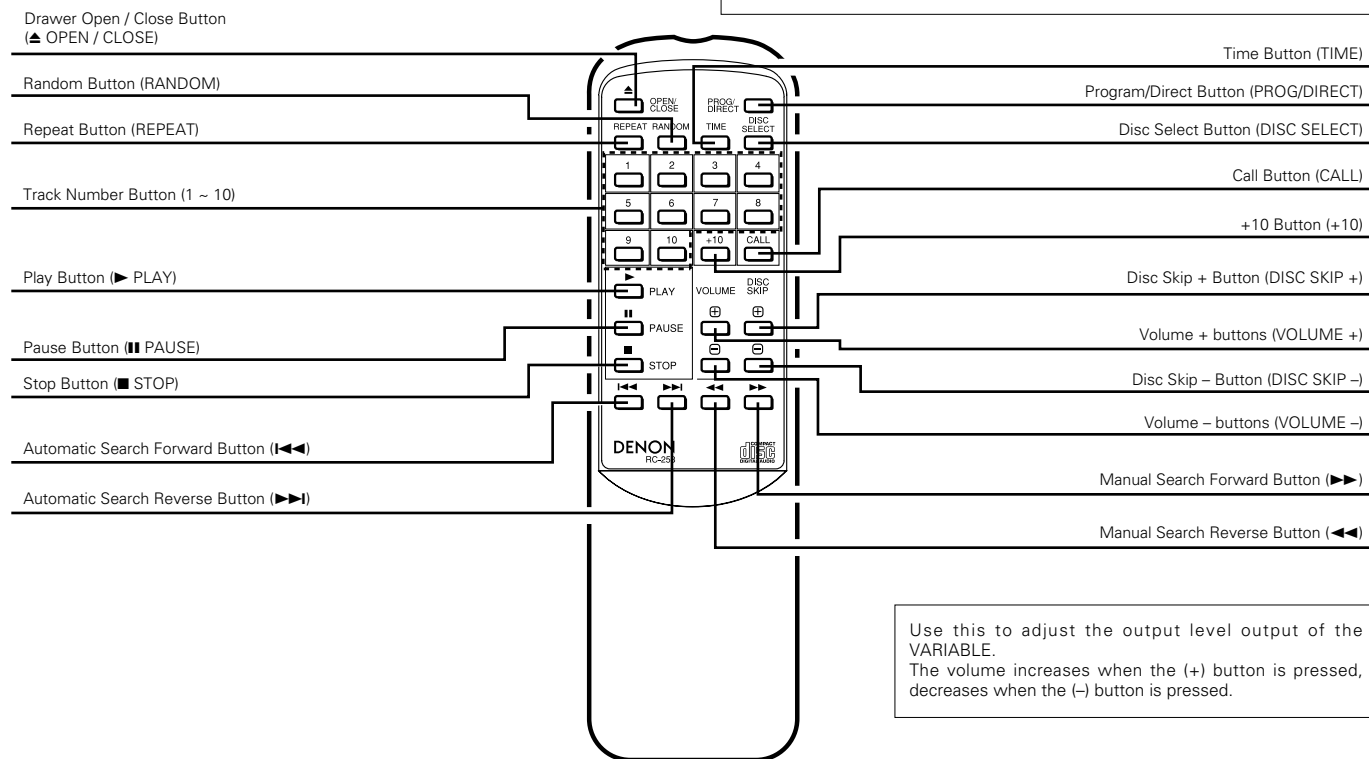 Drawer Open / Close Button
(⏏ OPEN / CLOSE)
Random Button (RANDOM)
Repeat Button (REPEAT)
Track Number Button (1 ~ 10)
Play Button (► PLAY)
Pause Button (❚❚ PAUSE)
Stop Button (■ STOP)
Automatic Search Forward Button (I◄◄)
Automatic Search Reverse Button (►►I)
⏏ OPEN/
CLOSE
PROG/
DIRECT
REPEAT RANDOM TIME DISC
SELECT
1 2 3 4
5 6 7 8
9 10 +10 CALL
► PLAY
VOLUME DISC
SKIP
❚❚ PAUSE
⊕ ⊕
■ STOP
⊖ ⊖
I◄◄ ►►I ◄◄ ►►
DENON
COMPACT
disc
DIGITAL AUDIO
Time Button (TIME)
Program/Direct Button (PROG/DIRECT)
Disc Select Button (DISC SELECT)
Call Button (CALL)
+10 Button (+10)
Disc Skip + Button (DISC SKIP +)
Volume + buttons (VOLUME +)
Disc Skip – Button (DISC SKIP –)
Volume – buttons (VOLUME –)
Manual Search Forward Button (►►)
Manual Search Reverse Button (◄◄)
Use this to adjust the output level output of the
VARIABLE.
The volume increases when the (+) button is pressed,
decreases when the (–) button is pressed.